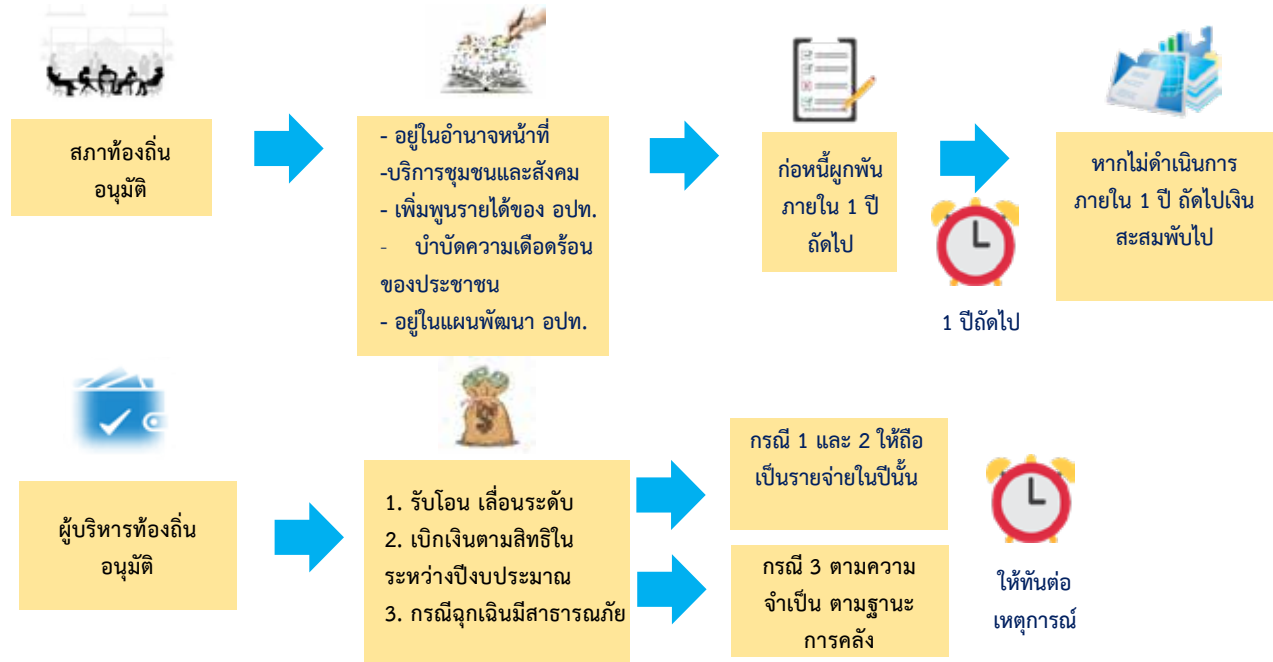 สภาท้องถิ่น
อนุมัติ
- อยู่ในอำนาจหน้าที่
-บริการชุมชนและสังคม
- เพิ่มพูนรายได้ของ อปท.
- บำบัดความเดือดร้อน
ของประชาชน
- อยู่ในแผนพัฒนา อปท.
ก่อหนี้ผูกพัน
ภายใน 1 ปี
ถัดไป
1 ปีถัดไป
หากไม่ดำเนินการ
ภายใน 1 ปี ถัดไปเงิน
สะสมพับไป
ผู้บริหารท้องถิ่น
อนุมัติ
1. รับโอน เลื่อนระดับ
2. เบิกเงินตามสิทธิใน
ระหว่างปีงบประมาณ
3. กรณีฉุกเฉินมีสาธารณภัย
กรณี 1 และ 2 ให้ถือ
เป็นรายจ่ายในปีนั้น
กรณี 3 ตามความ
จำเป็น ตามฐานะ
การคลัง
ให้ทันต่อ
เหตุการณ์